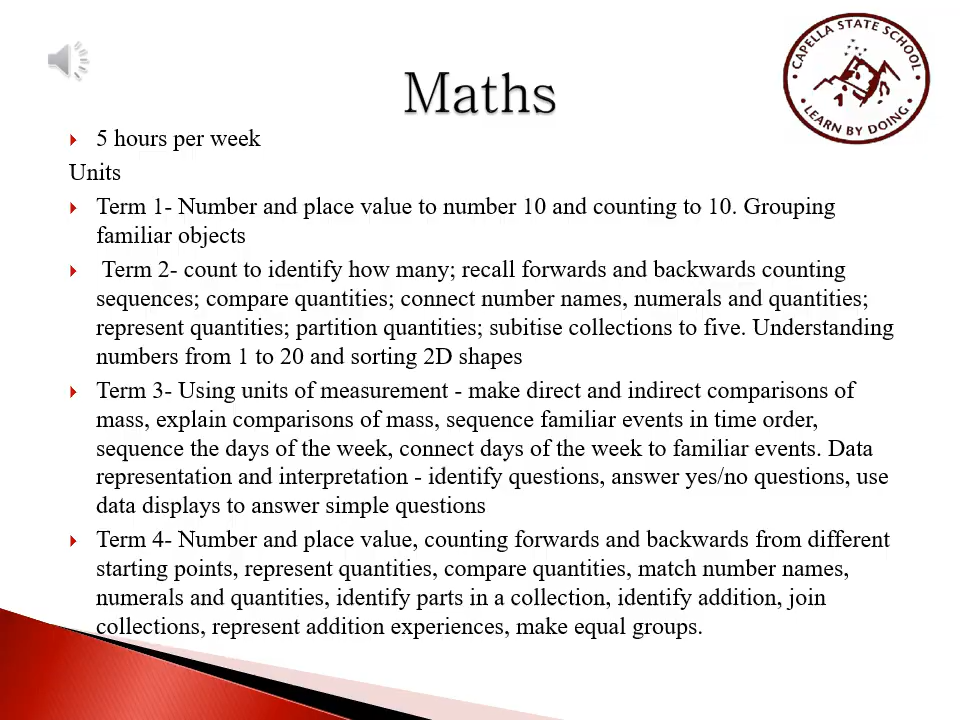 CAPELLA STATE SCHOOL
LEARN BY DOING
Maths
5 hours per week
Units
Term 1- Number and place value to number 10 and counting to 10. Grouping
familiar objects
Term 2- count to identify how many; recall forwards and backwards counting
sequences; compare quantities; connect number names, numerals and quantities;
represent quantities; partition quantities; subitise collections to five. Understanding
numbers from 1 to 20 and sorting 2D shapes
Term 3- Using units of measurement - make direct and indirect comparisons of
mass, explain comparisons of mass, sequence familiar events in time order,
sequence the days of the week, connect days of the week to familiar events. Data
representation and interpretation - identify questions, answer yes/no questions, use
data displays to answer simple questions
Term 4- Number and place value, counting forwards and backwards from different
starting points, represent quantities, compare quantities, match number names,
numerals and quantities, identify parts in a collection, identify addition, join
collections, represent addition experiences, make equal groups.